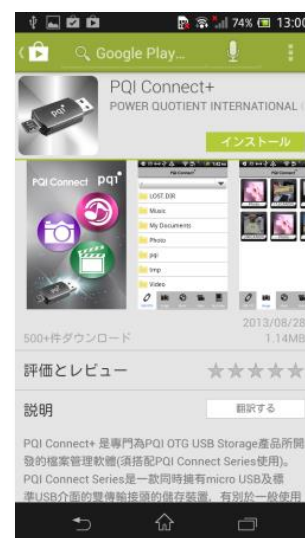 74% 13:00
Google Play...
PQI Connect+
POWER QUOTIENT INTERNATIONAL
インストール
PQI Connect PQI
LOST.DIR
Music
My Documents
Photo
pqi
tmp
Video
500+件ダウンロード
2013/08/28
1.14MB
評価とレビュー
説明
翻訳する
PQI Connect+ 是專門為PQI OTG USB Storage產品所開
發的檔案管理軟體(須搭配PQI Connect Series使用)。
PQI Connect Series是一款同時擁有micro USB及標
準USB介面的雙傳輸接頭的儲存裝置，有別於一般使用